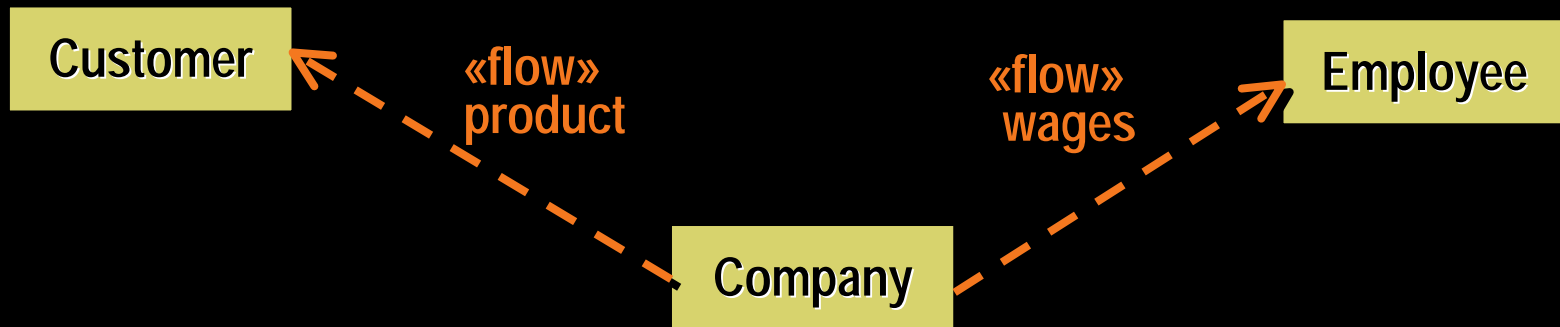 Customer
«flow»
product
«flow»
wages
Employee
Company